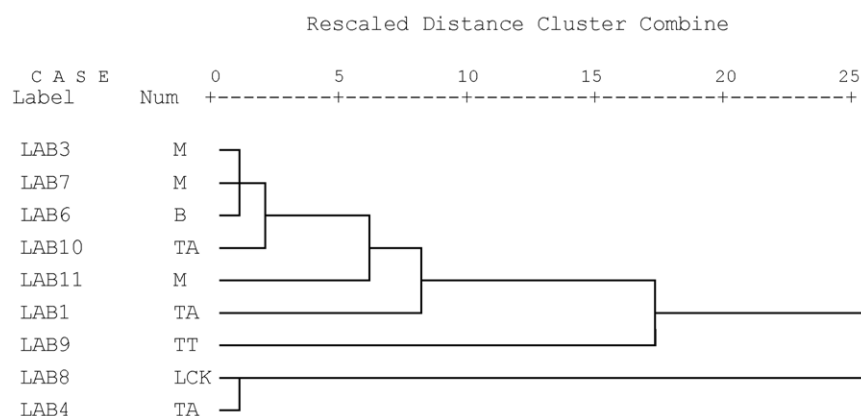 Rescaled Distance Cluster Combine
C A S E 0 5 10 15 20 25
Label Num +---------+---------+---------+---------+---------+
LAB3 M
LAB7 M
LAB6 B
LAB10 TA
LAB11 M
LAB1 TA
LAB9 TT
LAB8 LCK
LAB4 TA